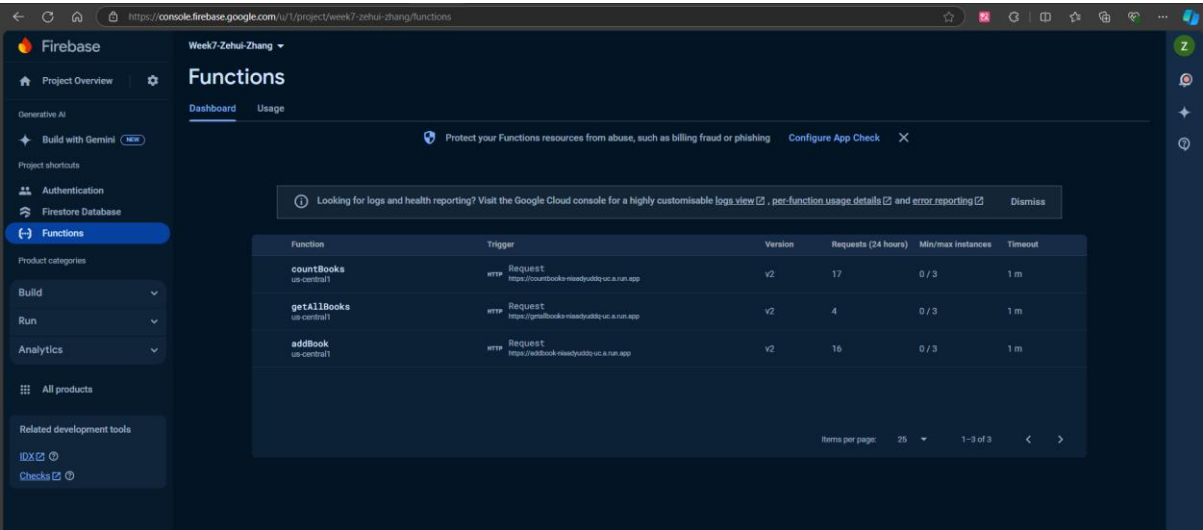 https://console.firebase.google.com/u/1/project/week7-zehui-zhang/functions
Firebase
Project Overview
Generative AI
Build with Gemini NEW
Project shortcuts
Authentication
Firestore Database
Functions
Product categories
Build
Run
Analytics
All products
Related development tools
IDX
Checks
Week7-Zehui-Zhang
Functions
Dashboard Usage
Protect your Functions resources from abuse, such as billing fraud or phishing Configure App Check
Looking for logs and health reporting? Visit the Google Cloud console for a highly customisable logs view , per-function usage details and error reporting Dismiss
Function Trigger Version Requests (24 hours) Min/max instances Timeout
countBooks HTTP Request v2 17 0 / 3 1 m
us-central1
getAllBooks HTTP Request v2 4 0 / 3 1 m
us-central1
addBook HTTP Request v2 16 0 / 3 1 m
us-central1
Items per page: 25 1–3 of 3
Z